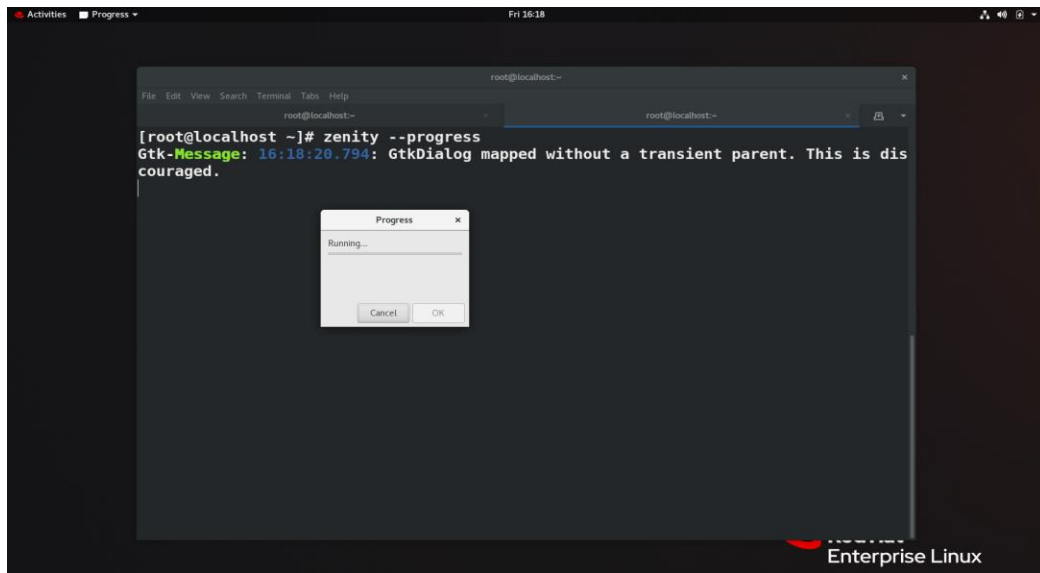 Activities Progress Fri 16:18
root@localhost:~
File Edit View Search Terminal Tabs Help
root@localhost:~ root@localhost:~
[root@localhost ~]# zenity --progress
Gtk-Message: 16:18:20.794: GtkDialog mapped without a transient parent. This is dis
couraged.
Progress
Running...
Cancel OK
Enterprise Linux